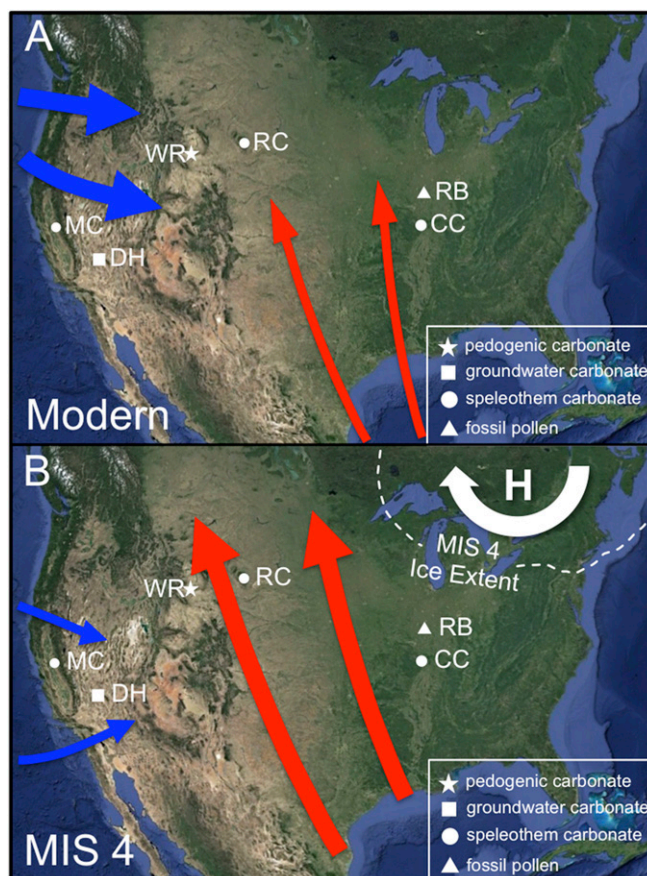 A
WR
RC
RB
MC
CC
DH
pedogenic carbonate
groundwater carbonate
speleothem carbonate
fossil pollen
Modern
B
H
MIS 4
Ice Extent
WR
RC
RB
MC
CC
DH
pedogenic carbonate
groundwater carbonate
speleothem carbonate
fossil pollen
MIS 4